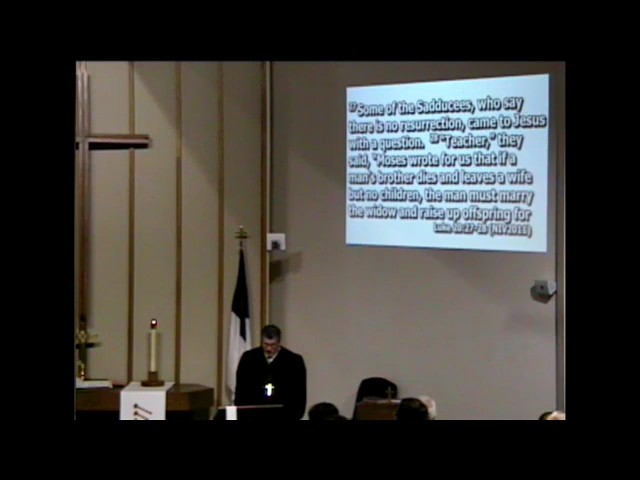 27 Some of the Sadducees, who say
there is no resurrection, came to Jesus
with a question. 28 "Teacher," they
said, "Moses wrote for us that if a
man's brother dies and leaves a wife
but no children, the man must marry
the widow and raise up offspring for
Luke 20:27-28 (NIV2011)